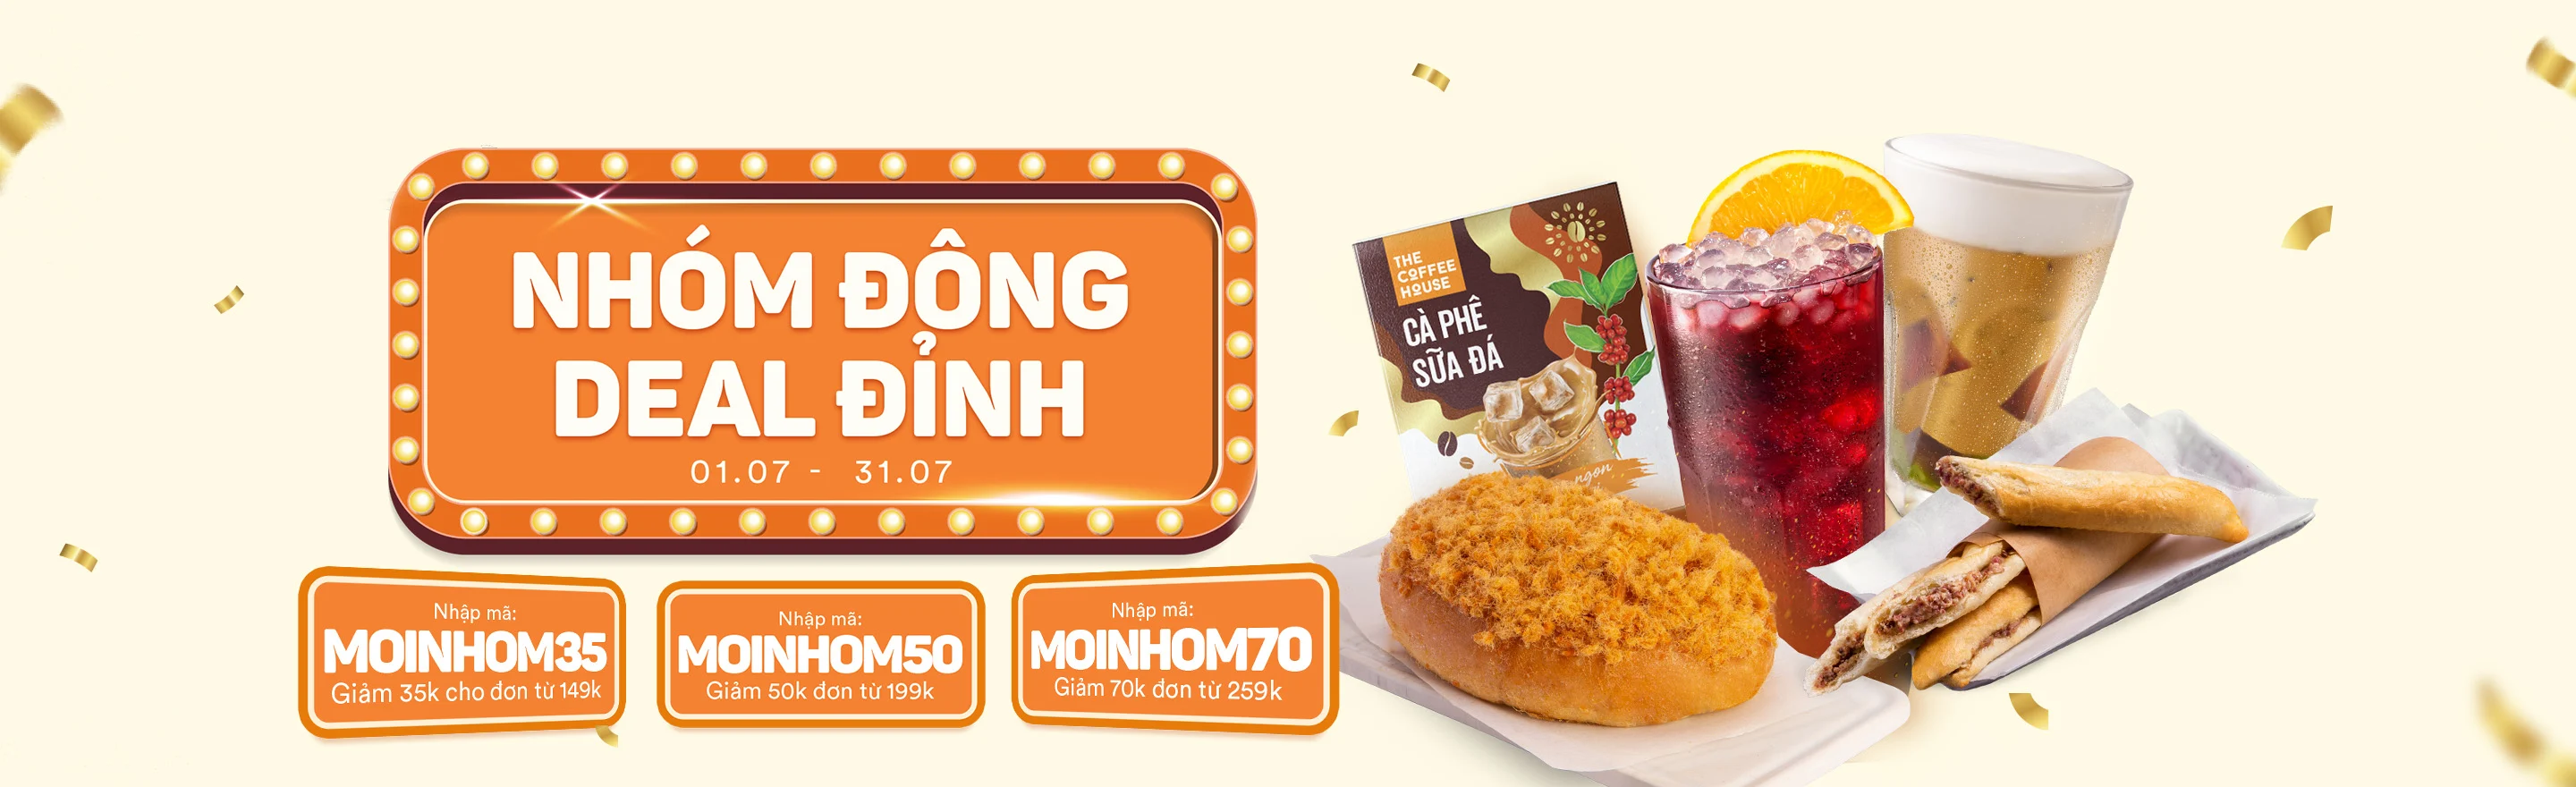 NHÓM ĐÔNG
DEAL ĐỈNH
01.07 - 31.07
Nhập mã:
MOINHOM35
Giảm 35k cho đơn từ 149k
Nhập mã:
MOINHOM50
Giảm 50k đơn từ 199k
Nhập mã:
MOINHOM70
Giảm 70k đơn từ 259k
THE
COFFEE
HOUSE
CÀ PHÊ
SỮA ĐÁ
ngon